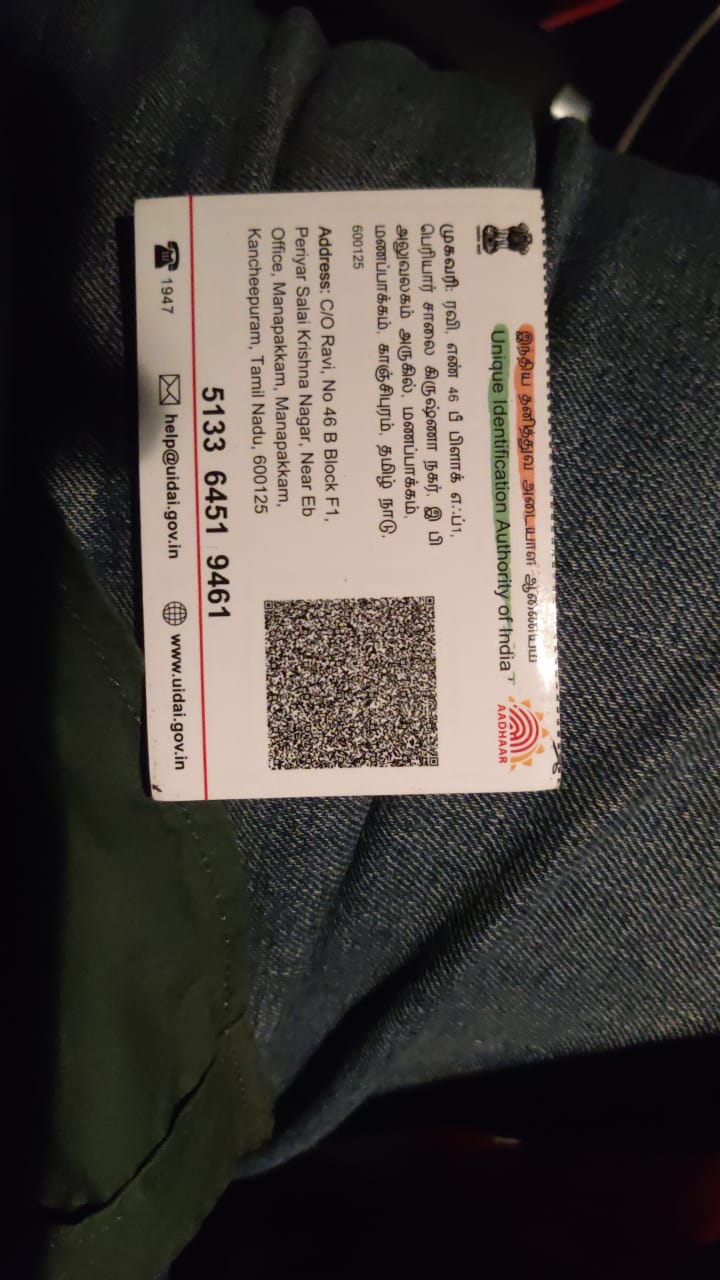 இந்திய தனித்துவ அடையாள ஆணையம்
Unique Identification Authority of India
AADHAAR
முகவரி: ரவி, எண் 46 பி பிளாக் எஃப்1,
பெரியார் சாலை கிருஷ்ணா நகர், இ பி
அலுவலகம் அருகில், மணப்பாக்கம்,
மணப்பாக்கம், காஞ்சிபுரம், தமிழ் நாடு,
600125
Address: C/O Ravi, No 46 B Block F1,
Periyar Salai Krishna Nagar, Near Eb
Office, Manapakkam, Manapakkam,
Kancheepuram, Tamil Nadu, 600125
5133 6451 9461
1947
help@uidai.gov.in
www.uidai.gov.in